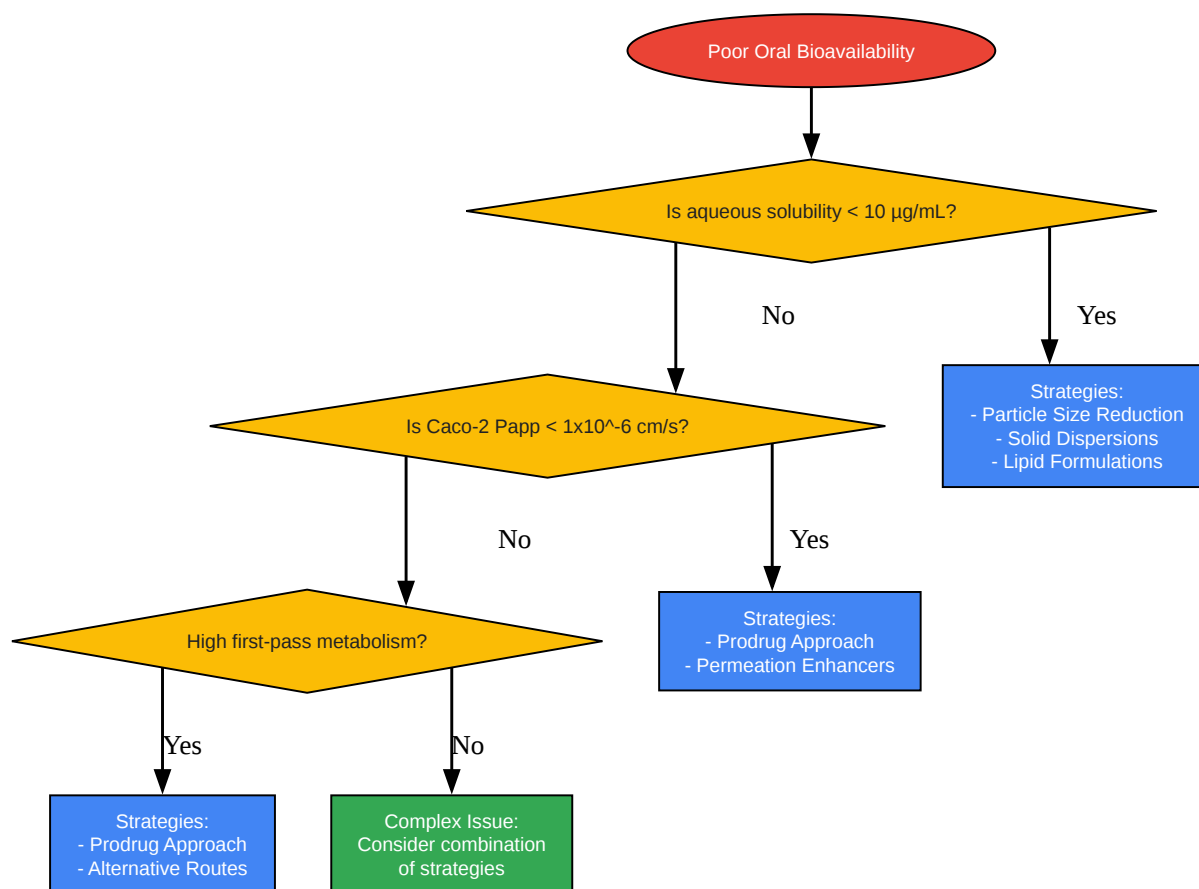 Poor Oral Bioavailability
Is aqueous solubility < 10 µg/mL?
No
Yes
Strategies:
- Particle Size Reduction
- Solid Dispersions
- Lipid Formulations
Is Caco-2 Papp < 1x10^-6 cm/s?
No
Yes
Strategies:
- Prodrug Approach
- Permeation Enhancers
High first-pass metabolism?
Yes
No
Strategies:
- Prodrug Approach
- Alternative Routes
Complex Issue:
Consider combination
of strategies